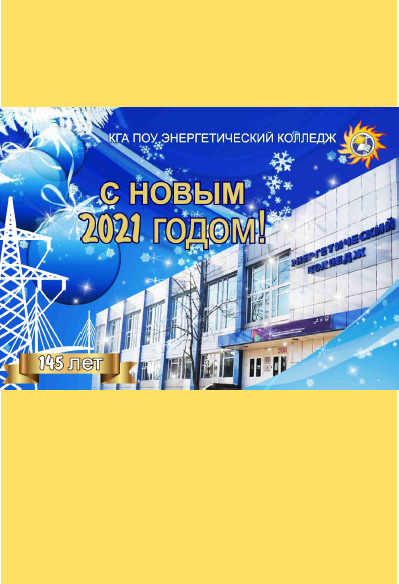 КГА ПОУ ЭНЕРГЕТИЧЕСКИЙ КОЛЛЕДЖ
С НОВЫМ
2021 ГОДОМ!
ЭНЕРГЕТИЧЕСКИЙ
КОЛЛЕДЖ
145 лет